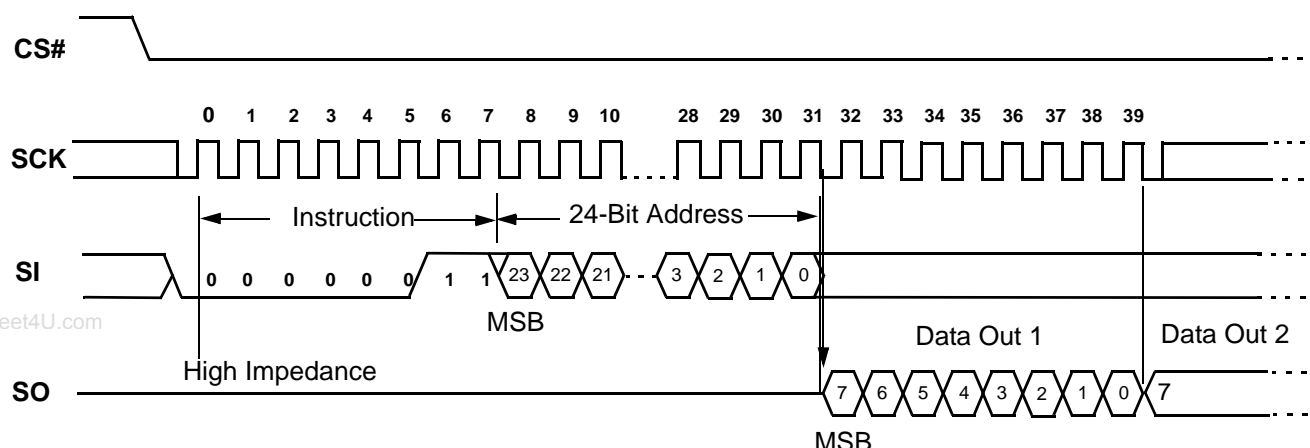 CS#
0 1 2 3 4 5 6 7 8 9 10 28 29 30 31 32 33 34 35 36 37 38 39
SCK
Instruction 24-Bit Address
SI 0 0 0 0 0 0 1 1 23 22 21 3 2 1 0
eet4U.com
MSB
Data Out 1 Data Out 2
High Impedance
SO 7 6 5 4 3 2 1 0 7
MSB